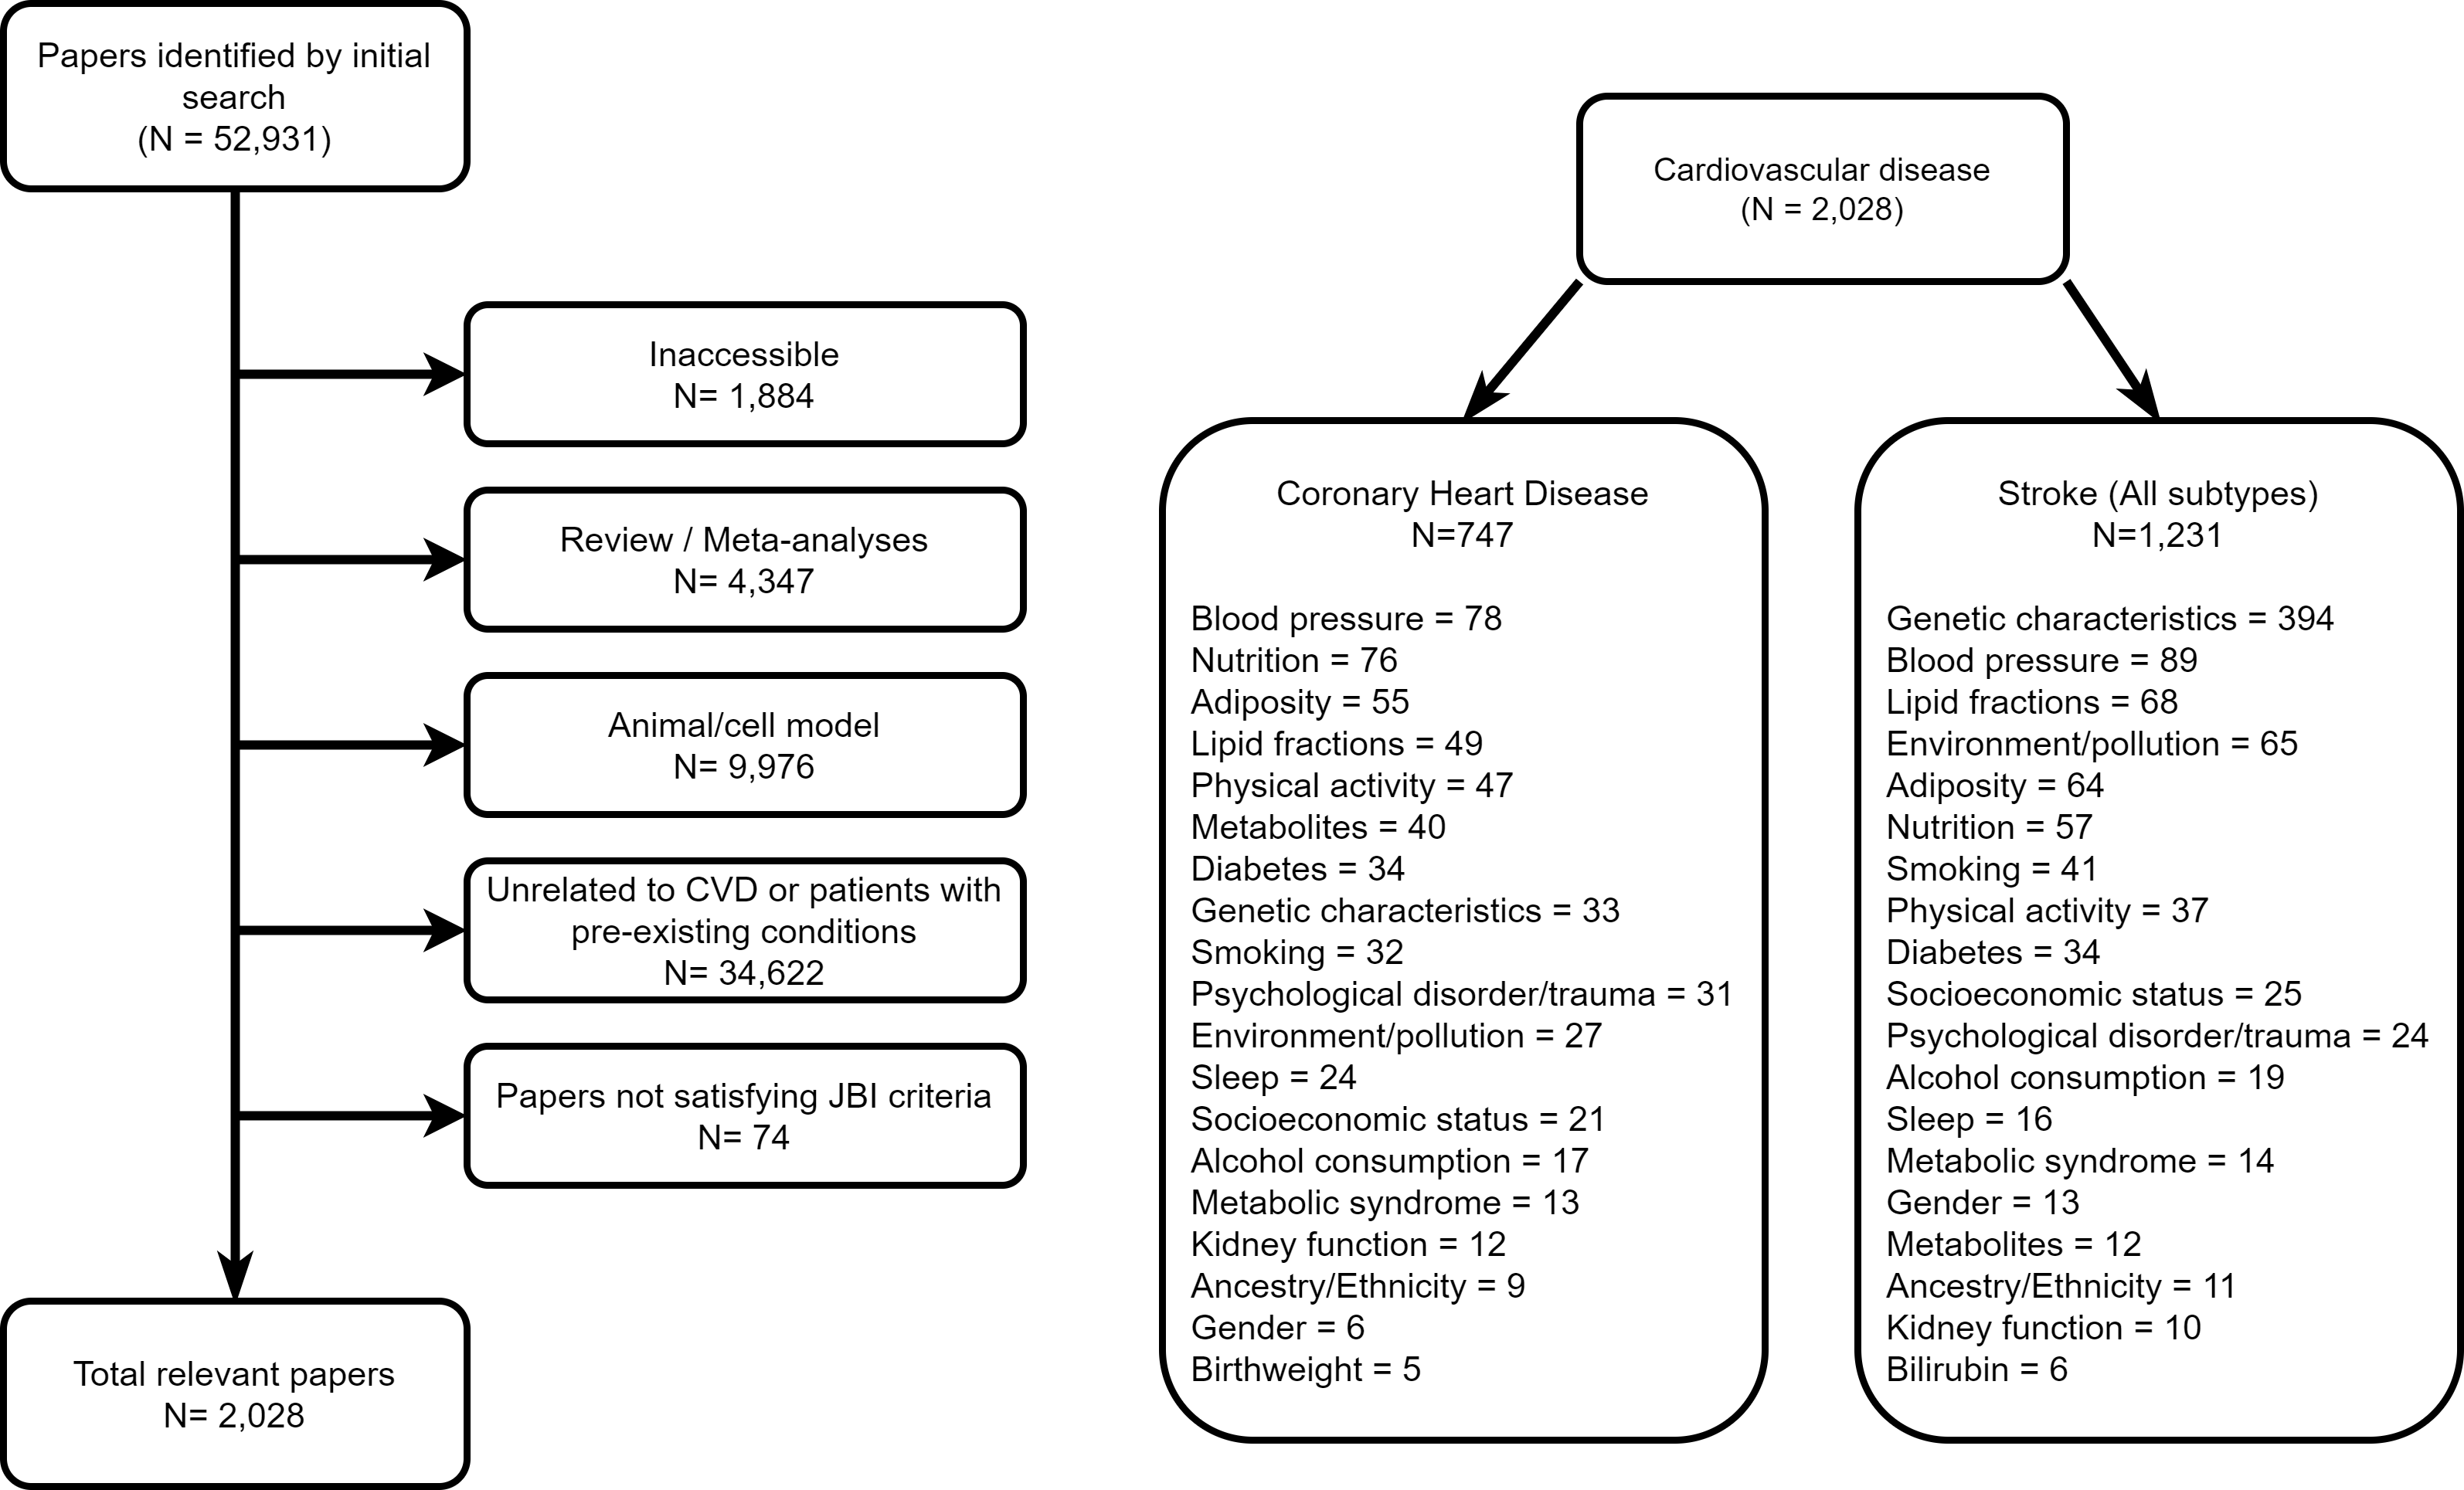 Papers identified by initial
search
(N = 52,931)
Inaccessible
N= 1,884
Review / Meta-analyses
N= 4,347
Animal/cell model
N= 9,976
Unrelated to CVD or patients with
pre-existing conditions
N= 34,622
Papers not satisfying JBI criteria
N= 74
Total relevant papers
N= 2,028
Cardiovascular disease
(N = 2,028)
Coronary Heart Disease
N=747
Blood pressure = 78
Nutrition = 76
Adiposity = 55
Lipid fractions = 49
Physical activity = 47
Metabolites = 40
Diabetes = 34
Genetic characteristics = 33
Smoking = 32
Psychological disorder/trauma = 31
Environment/pollution = 27
Sleep = 24
Socioeconomic status = 21
Alcohol consumption = 17
Metabolic syndrome = 13
Kidney function = 12
Ancestry/Ethnicity = 9
Gender = 6
Birthweight = 5
Stroke (All subtypes)
N=1,231
Genetic characteristics = 394
Blood pressure = 89
Lipid fractions = 68
Environment/pollution = 65
Adiposity = 64
Nutrition = 57
Smoking = 41
Physical activity = 37
Diabetes = 34
Socioeconomic status = 25
Psychological disorder/trauma = 24
Alcohol consumption = 19
Sleep = 16
Metabolic syndrome = 14
Gender = 13
Metabolites = 12
Ancestry/Ethnicity = 11
Kidney function = 10
Bilirubin = 6